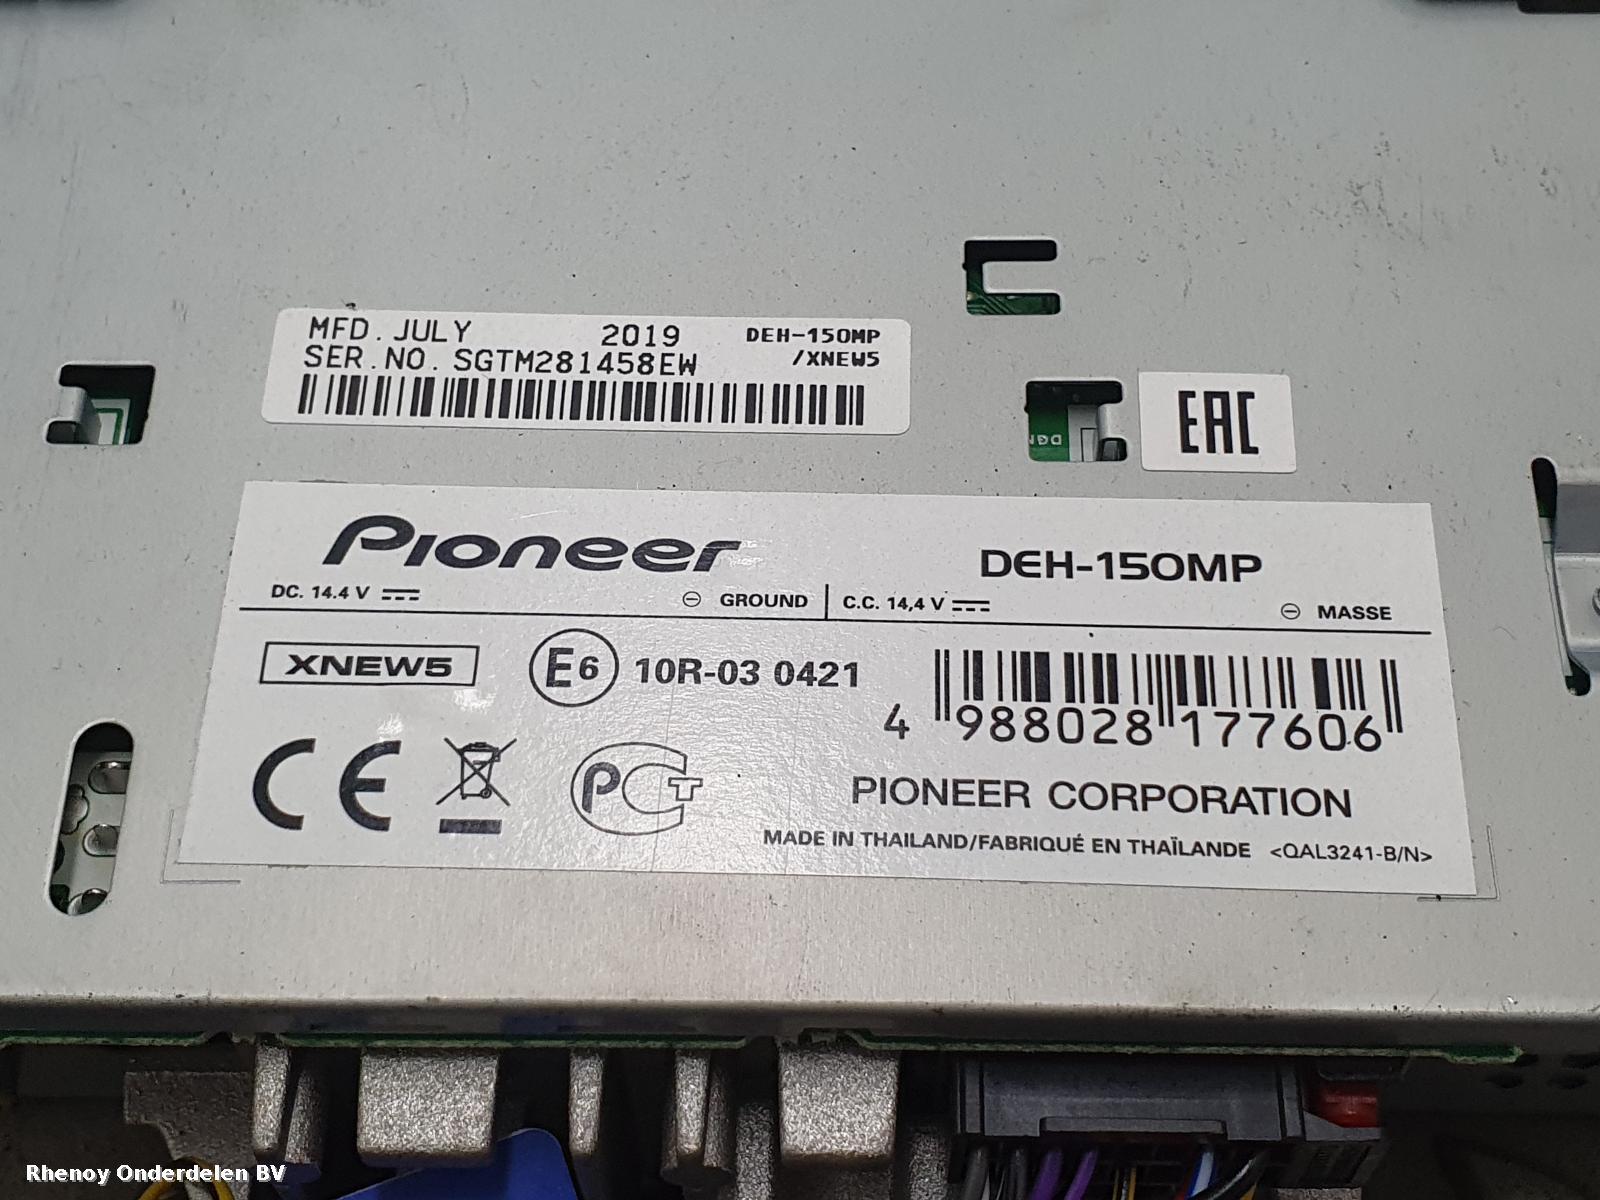 MFD. JULY 2019 DEH-150MP
SER.NO. SGTM281458EW /XNEW5
EAC
Pioneer DEH-150MP
DC. 14.4 V ⊖ GROUND C.C. 14,4 V ⊖ MASSE
XNEW5 E6 10R-03 0421
4 988028 177606
CE PCT PIONEER CORPORATION
MADE IN THAILAND/FABRIQUÉ EN THAÏLANDE <QAL3241-B/N>
Rhenoy Onderdelen BV